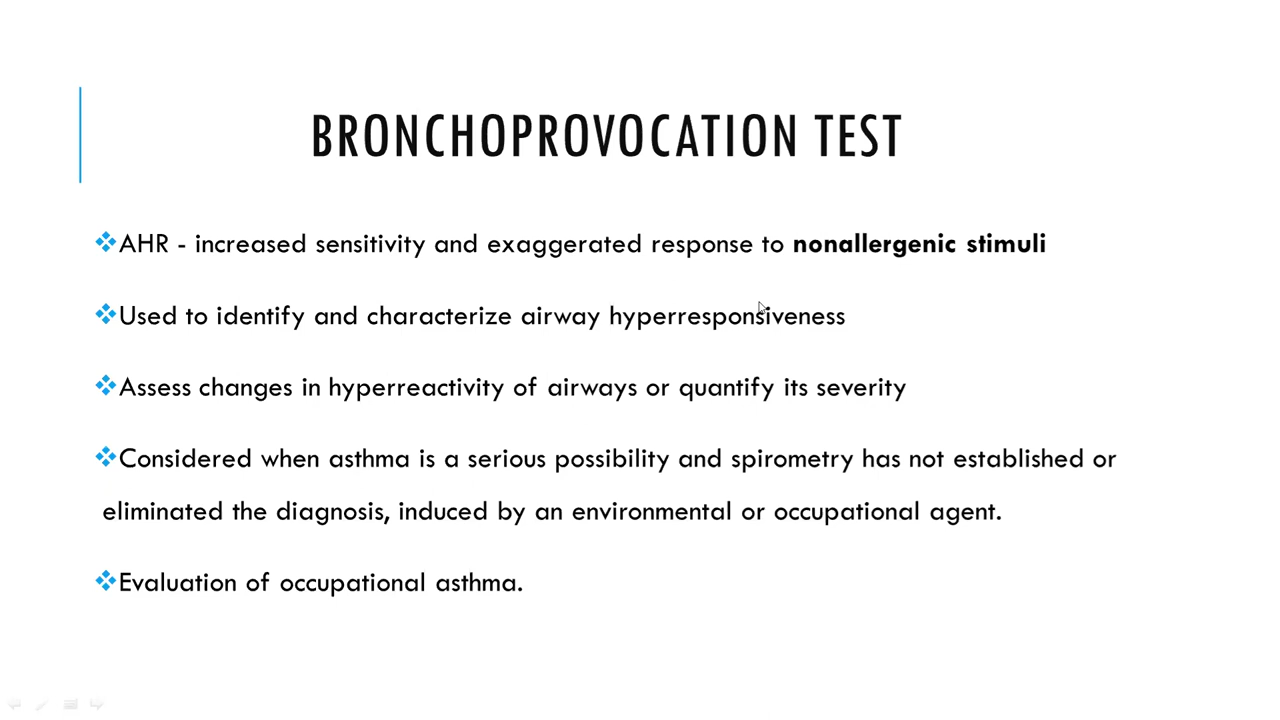 BRONCHOPROVOCATION TEST
AHR - increased sensitivity and exaggerated response to nonallergenic stimuli
Used to identify and characterize airway hyperresponsiveness
Assess changes in hyperreactivity of airways or quantify its severity
Considered when asthma is a serious possibility and spirometry has not established or
eliminated the diagnosis, induced by an environmental or occupational agent.
Evaluation of occupational asthma.